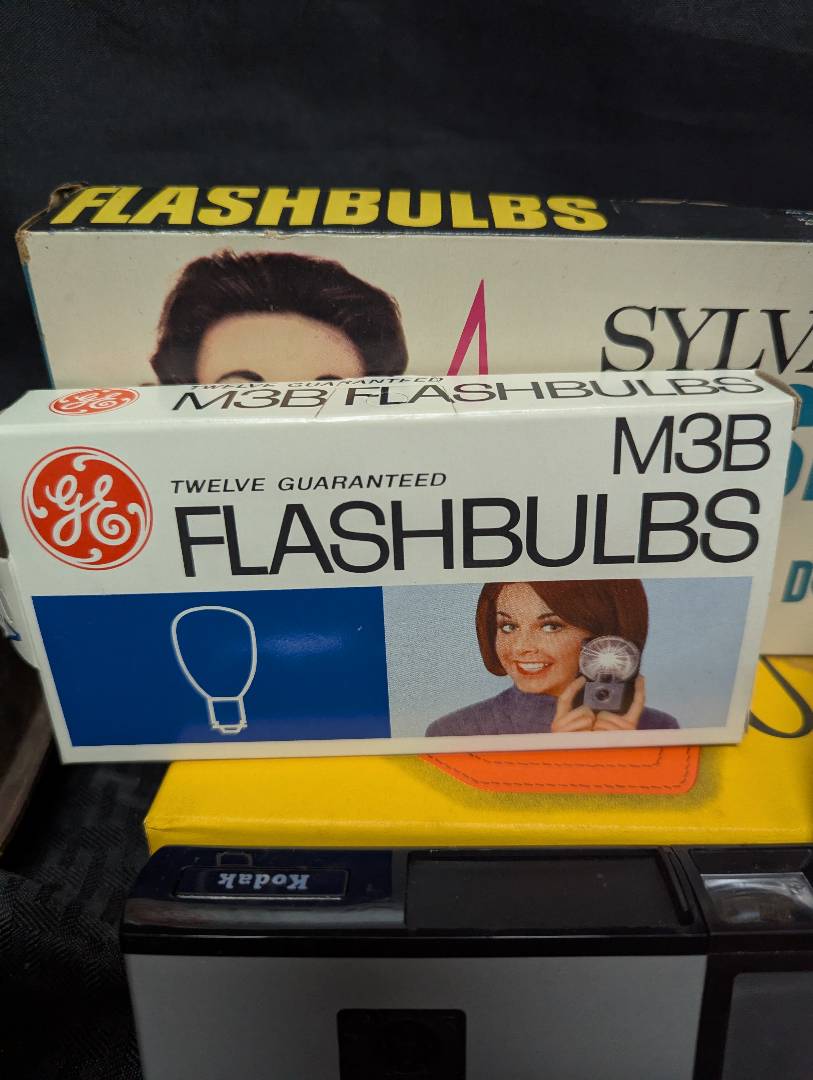 FLASHBULBS
SYLV
TWELVE GUARANTEED
M3B FLASHBULBS
GE
M3B
TWELVE GUARANTEED
FLASHBULBS
Kodak